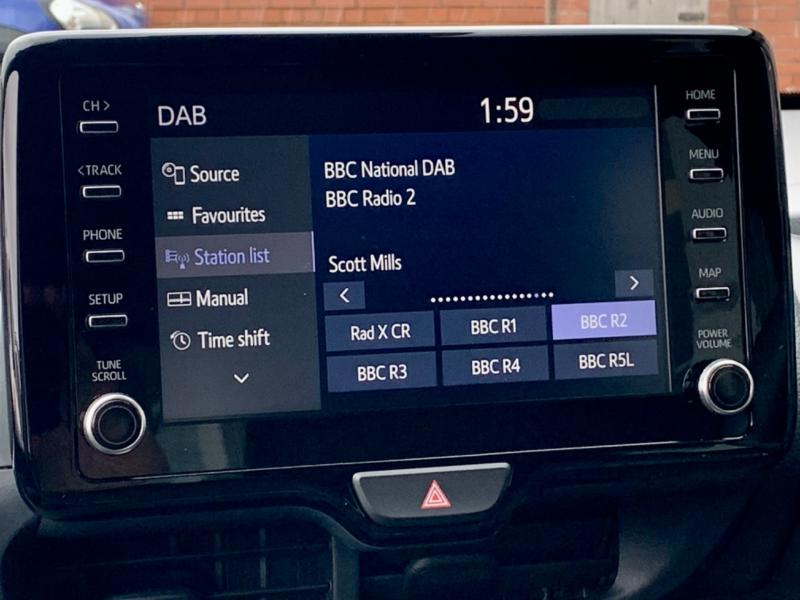 CH >
< TRACK
PHONE
SETUP
TUNE
SCROLL
DAB
1:59
Source
Favourites
Station list
Manual
Time shift
BBC National DAB
BBC Radio 2
Scott Mills
Rad X CR
BBC R1
BBC R2
BBC R3
BBC R4
BBC R5L
HOME
MENU
AUDIO
MAP
POWER
VOLUME